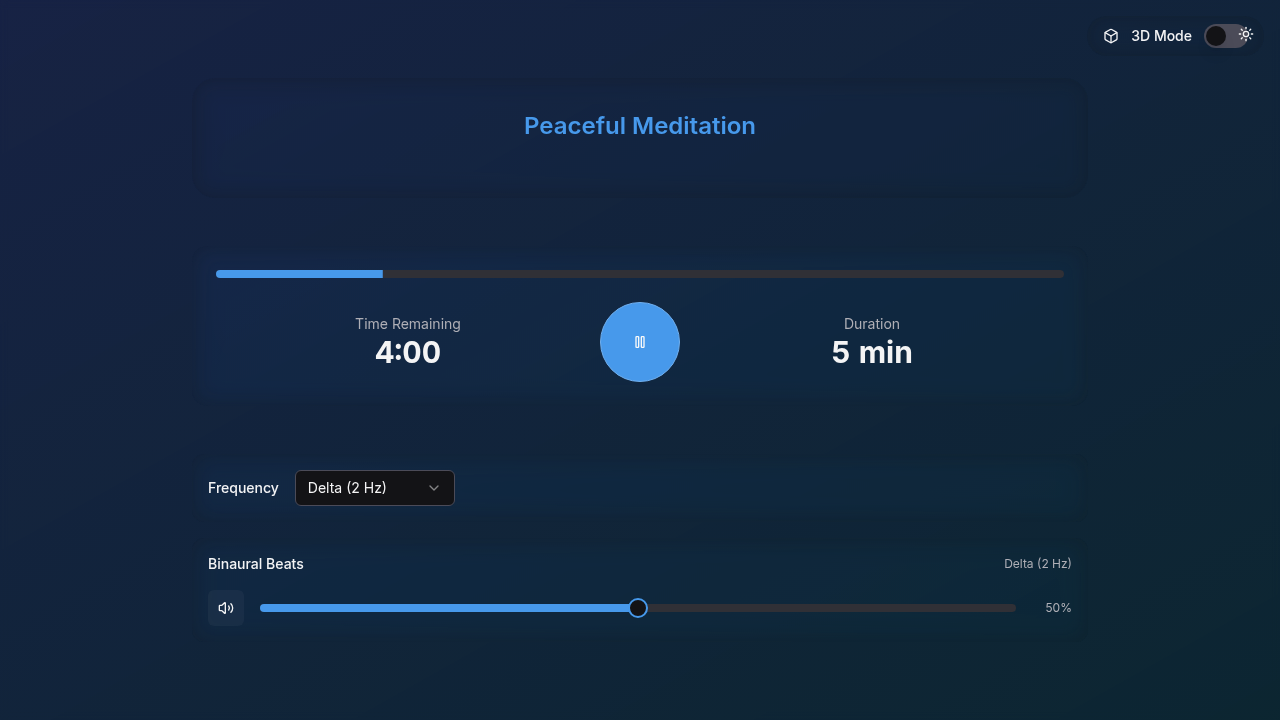 3D Mode
Peaceful Meditation
Time Remaining
4:00
Duration
5 min
Frequency
Delta (2 Hz)
Binaural Beats
Delta (2 Hz)
50%